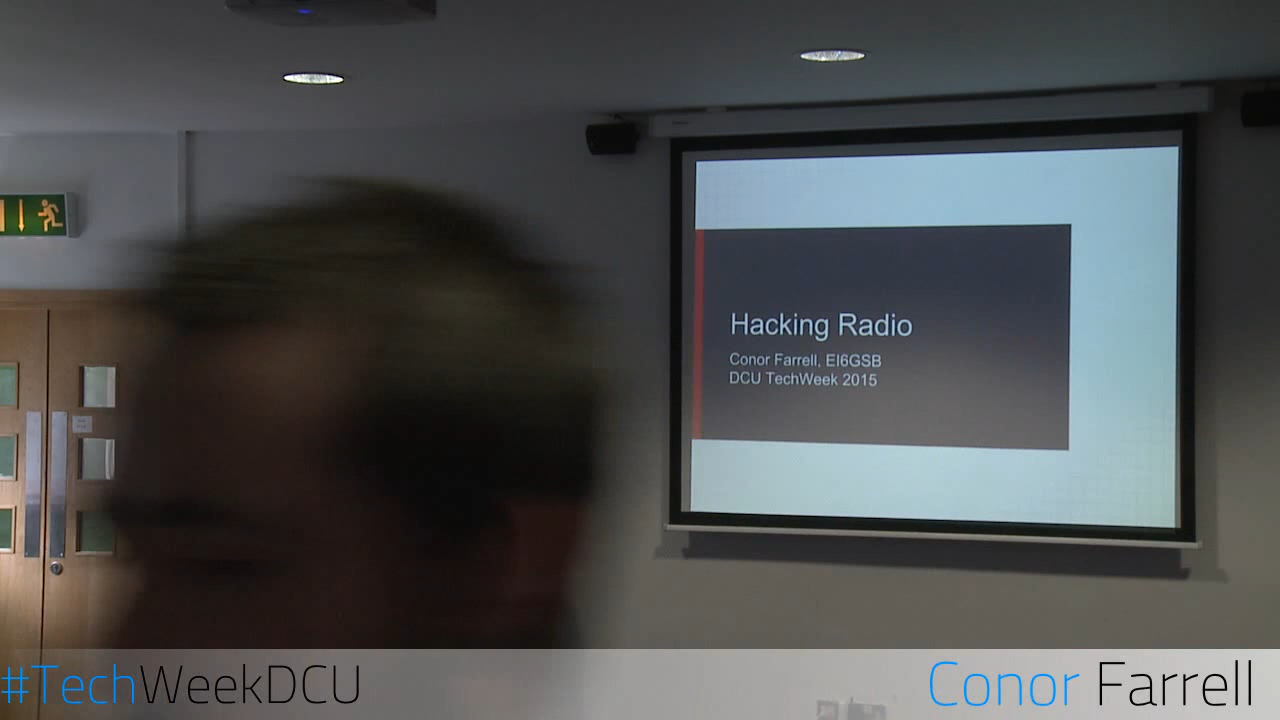 Hacking Radio
Conor Farrell, EI6GSB
DCU TechWeek 2015
#TechWeekDCU
Conor Farrell